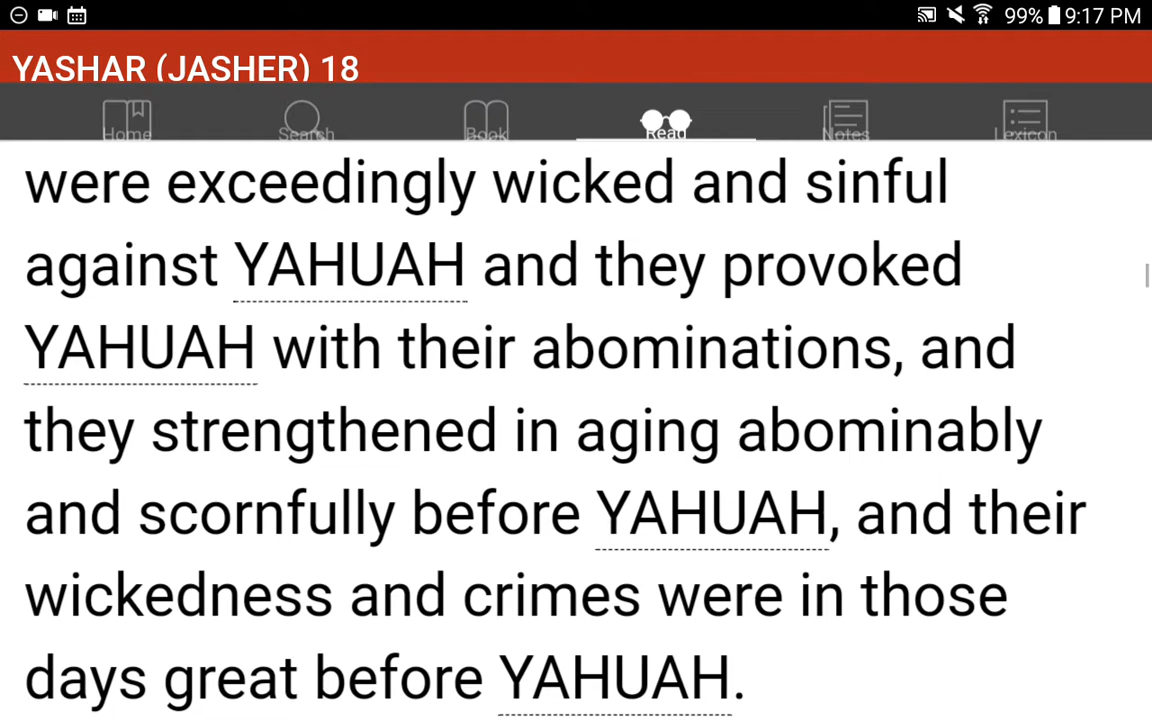 99% 9:17 PM
YASHAR (JASHER) 18
Home Search Book Read Notes Lexicon
were exceedingly wicked and sinful
against YAHUAH and they provoked
YAHUAH with their abominations, and
they strengthened in aging abominably
and scornfully before YAHUAH, and their
wickedness and crimes were in those
days great before YAHUAH.